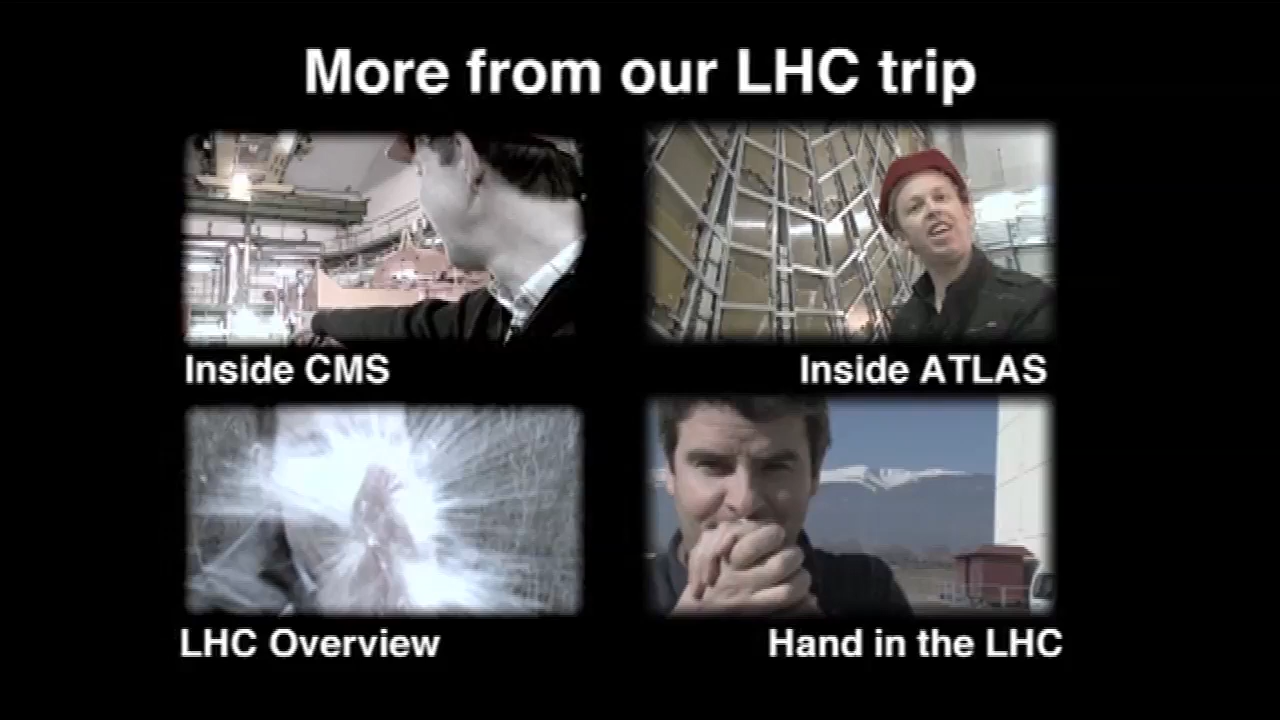 More from our LHC trip
Inside CMS
Inside ATLAS
LHC Overview
Hand in the LHC